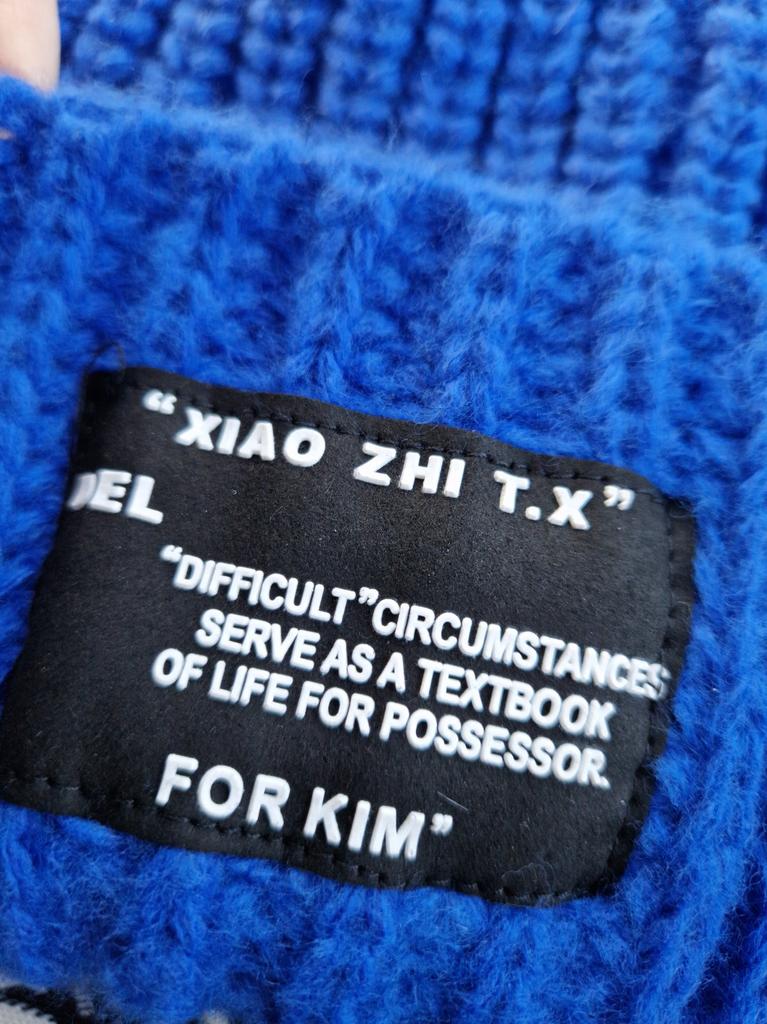 “XIAO ZHI T.X”
DEL
“DIFFICULT”CIRCUMSTANCES
SERVE AS A TEXTBOOK
OF LIFE FOR POSSESSOR.
FOR KIM”